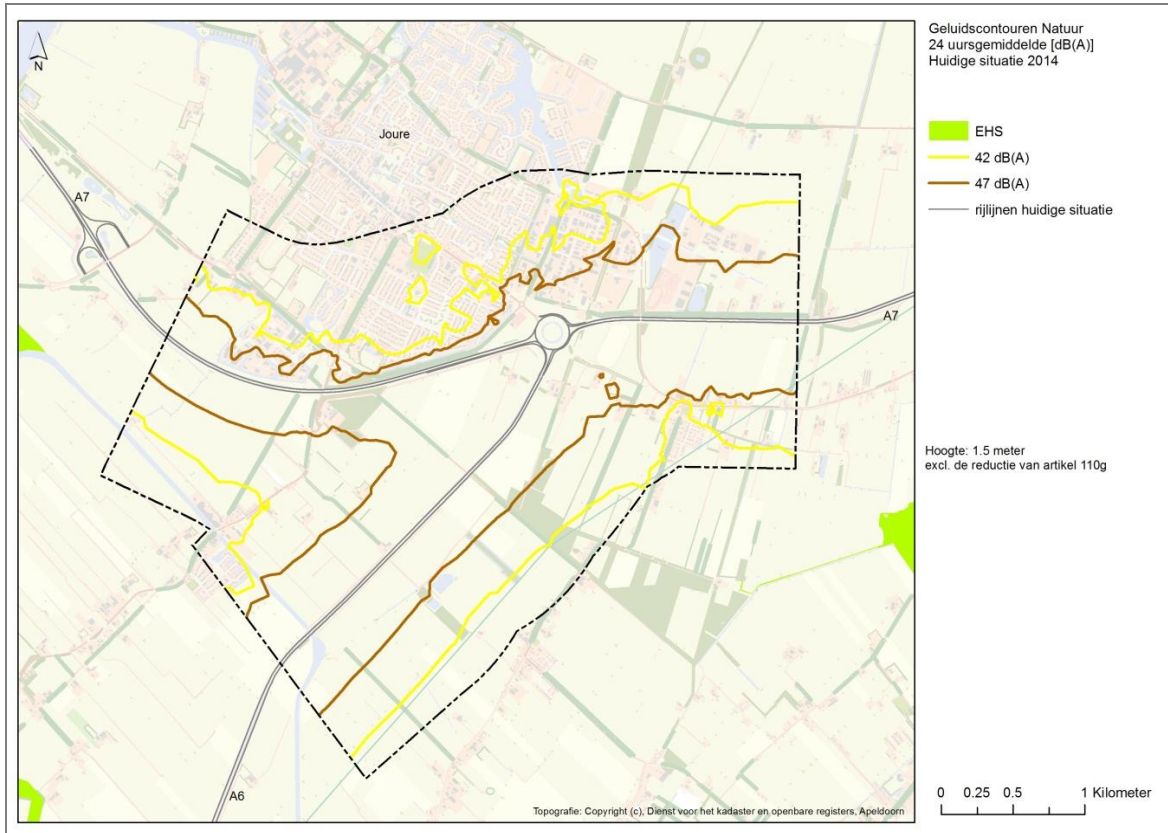 Geluidscontouren Natuur
24 uursgemiddelde [dB(A)]
Huidige situatie 2014
EHS
42 dB(A)
47 dB(A)
rijlijnen huidige situatie
N
Joure
A7
A7
A6
Hoogte: 1.5 meter
excl. de reductie van artikel 110g
0 0.25 0.5 1 Kilometer
Topografie: Copyright (c), Dienst voor het kadaster en openbare registers, Apeldoorn